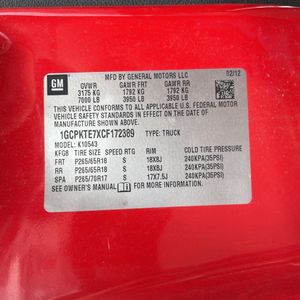 GM
MFD BY GENERAL MOTORS LLC 02/12
GVWR GAWR FRT GAWR RR
3175 KG 1792 KG 1792 KG
7000 LB 3950 LB 3950 LB
THIS VEHICLE CONFORMS TO ALL APPLICABLE
U.S. FEDERAL MOTOR VEHICLE SAFETY
STANDARDS IN EFFECT ON THE DATE OF
MANUFACTURE SHOWN ABOVE.
1GCPKTE7XCF172389 TYPE: TRUCK
MODEL: K10543
KFG8 TIRE SIZE SPEED RTG RIM COLD TIRE PRESSURE
FRT P265/65R18 S 18X8J 240KPA(35PSI)
RR P265/65R18 S 18X8J 240KPA(35PSI)
SPA P265/70R17 S 17X7.5J 240KPA(35PSI)
SEE OWNER'S MANUAL FOR ADDITIONAL INFORMATION.